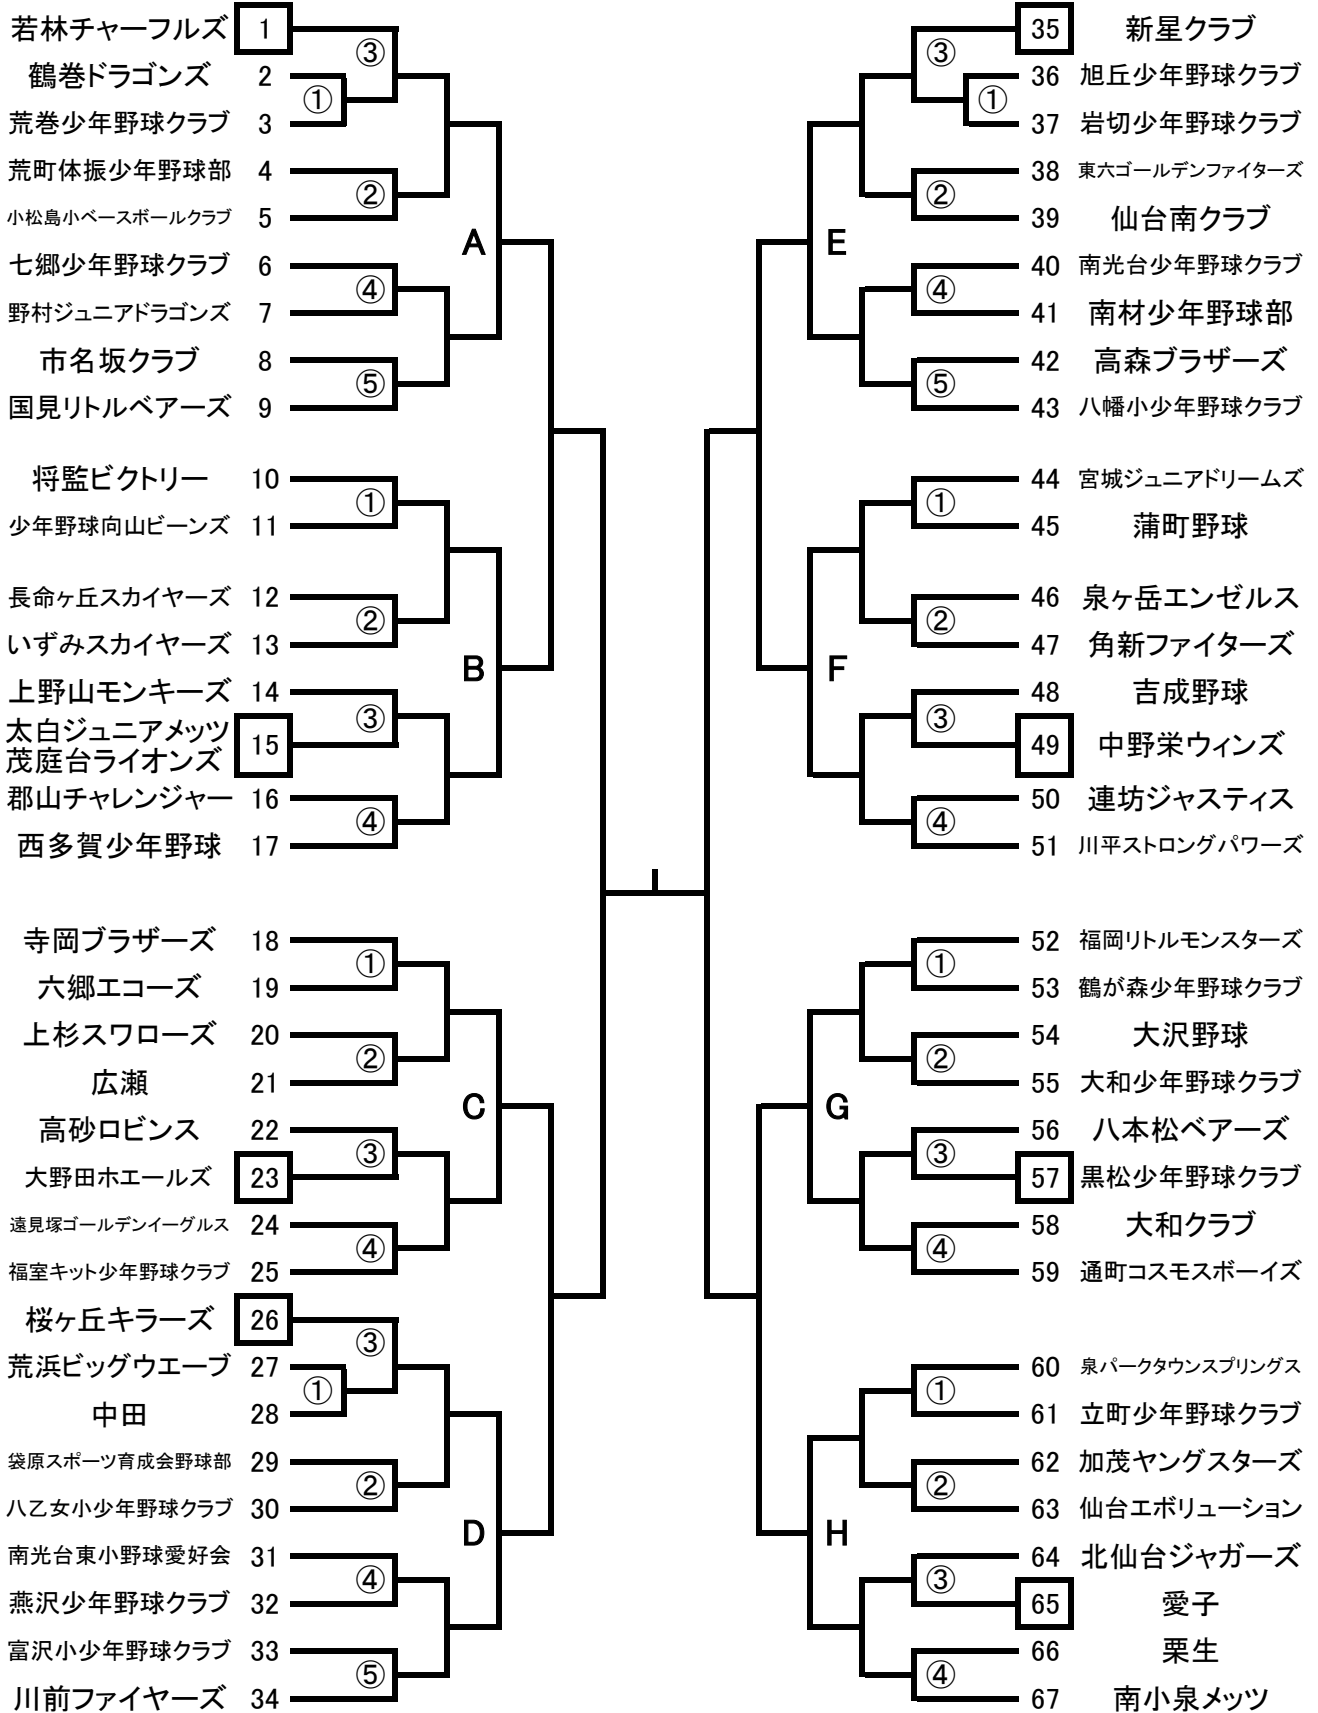 若林チャーフルズ 1
鶴巻ドラゴンズ 2
荒巻少年野球クラブ 3
荒町体振少年野球部 4
小松島小ベースボールクラブ 5
七郷少年野球クラブ 6
野村ジュニアドラゴンズ 7
市名坂クラブ 8
国見リトルベアーズ 9
③
①
②
④
⑤
A
将監ビクトリー 10
少年野球向山ビーンズ 11
長命ヶ丘スカイヤーズ 12
いずみスカイヤーズ 13
上野山モンキーズ 14
太白ジュニアメッツ
茂庭台ライオンズ 15
郡山チャレンジャー 16
西多賀少年野球 17
①
②
③
④
B
寺岡ブラザーズ 18
六郷エコーズ 19
上杉スワローズ 20
広瀬 21
高砂ロビンス 22
大野田ホエールズ 23
遠見塚ゴールデンイーグルス 24
福室キット少年野球クラブ 25
①
②
③
④
C
桜ヶ丘キラーズ 26
荒浜ビッグウエーブ 27
中田 28
袋原スポーツ育成会野球部 29
八乙女小少年野球クラブ 30
南光台東小野球愛好会 31
燕沢少年野球クラブ 32
富沢小少年野球クラブ 33
川前ファイヤーズ 34
③
①
②
④
⑤
D
35 新星クラブ
36 旭丘少年野球クラブ
37 岩切少年野球クラブ
38 東六ゴールデンファイターズ
39 仙台南クラブ
40 南光台少年野球クラブ
41 南材少年野球部
42 高森ブラザーズ
43 八幡小少年野球クラブ
③
①
②
④
⑤
E
44 宮城ジュニアドリームズ
45 蒲町野球
46 泉ヶ岳エンゼルス
47 角新ファイターズ
48 吉成野球
49 中野栄ウィンズ
50 連坊ジャスティス
51 川平ストロングパワーズ
①
②
③
④
F
52 福岡リトルモンスターズ
53 鶴が森少年野球クラブ
54 大沢野球
55 大和少年野球クラブ
56 八本松ベアーズ
57 黒松少年野球クラブ
58 大和クラブ
59 通町コスモスボーイズ
①
②
③
④
G
60 泉パークタウンスプリングス
61 立町少年野球クラブ
62 加茂ヤングスターズ
63 仙台エボリューション
64 北仙台ジャガーズ
65 愛子
66 栗生
67 南小泉メッツ
①
②
③
④
H